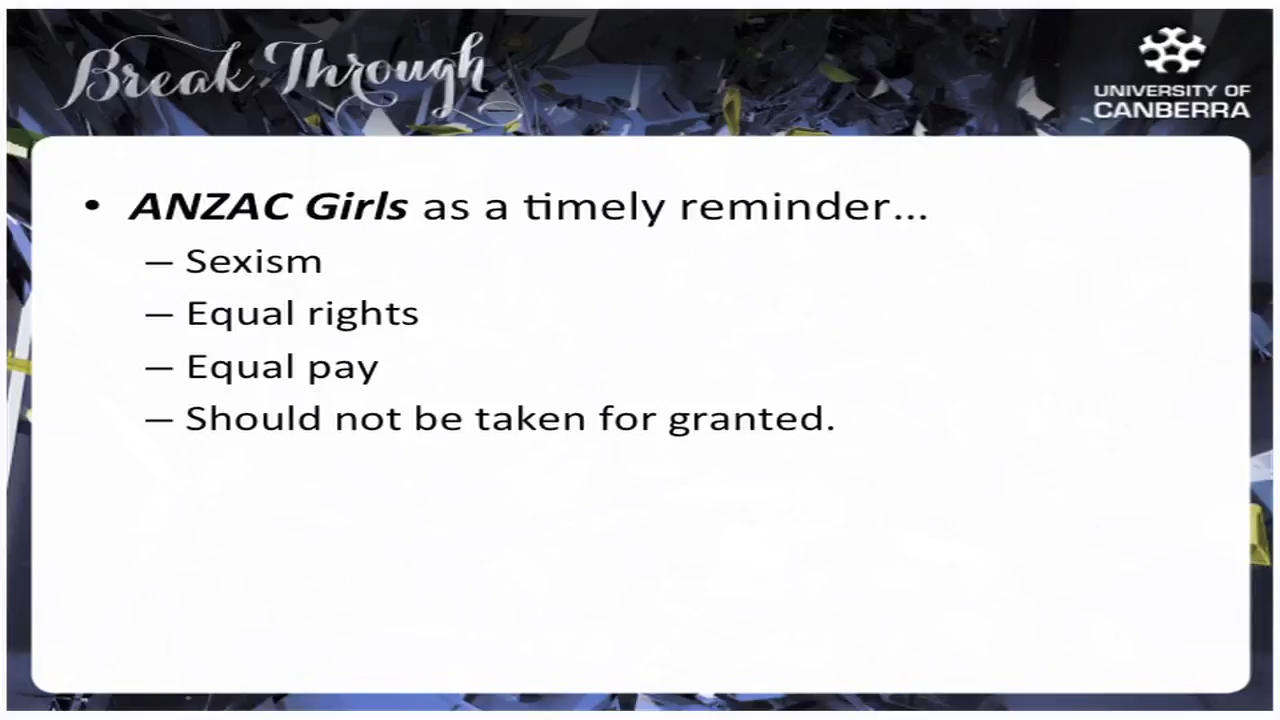 Break Through
UNIVERSITY OF
CANBERRA
• ANZAC Girls as a timely reminder...
– Sexism
– Equal rights
– Equal pay
– Should not be taken for granted.